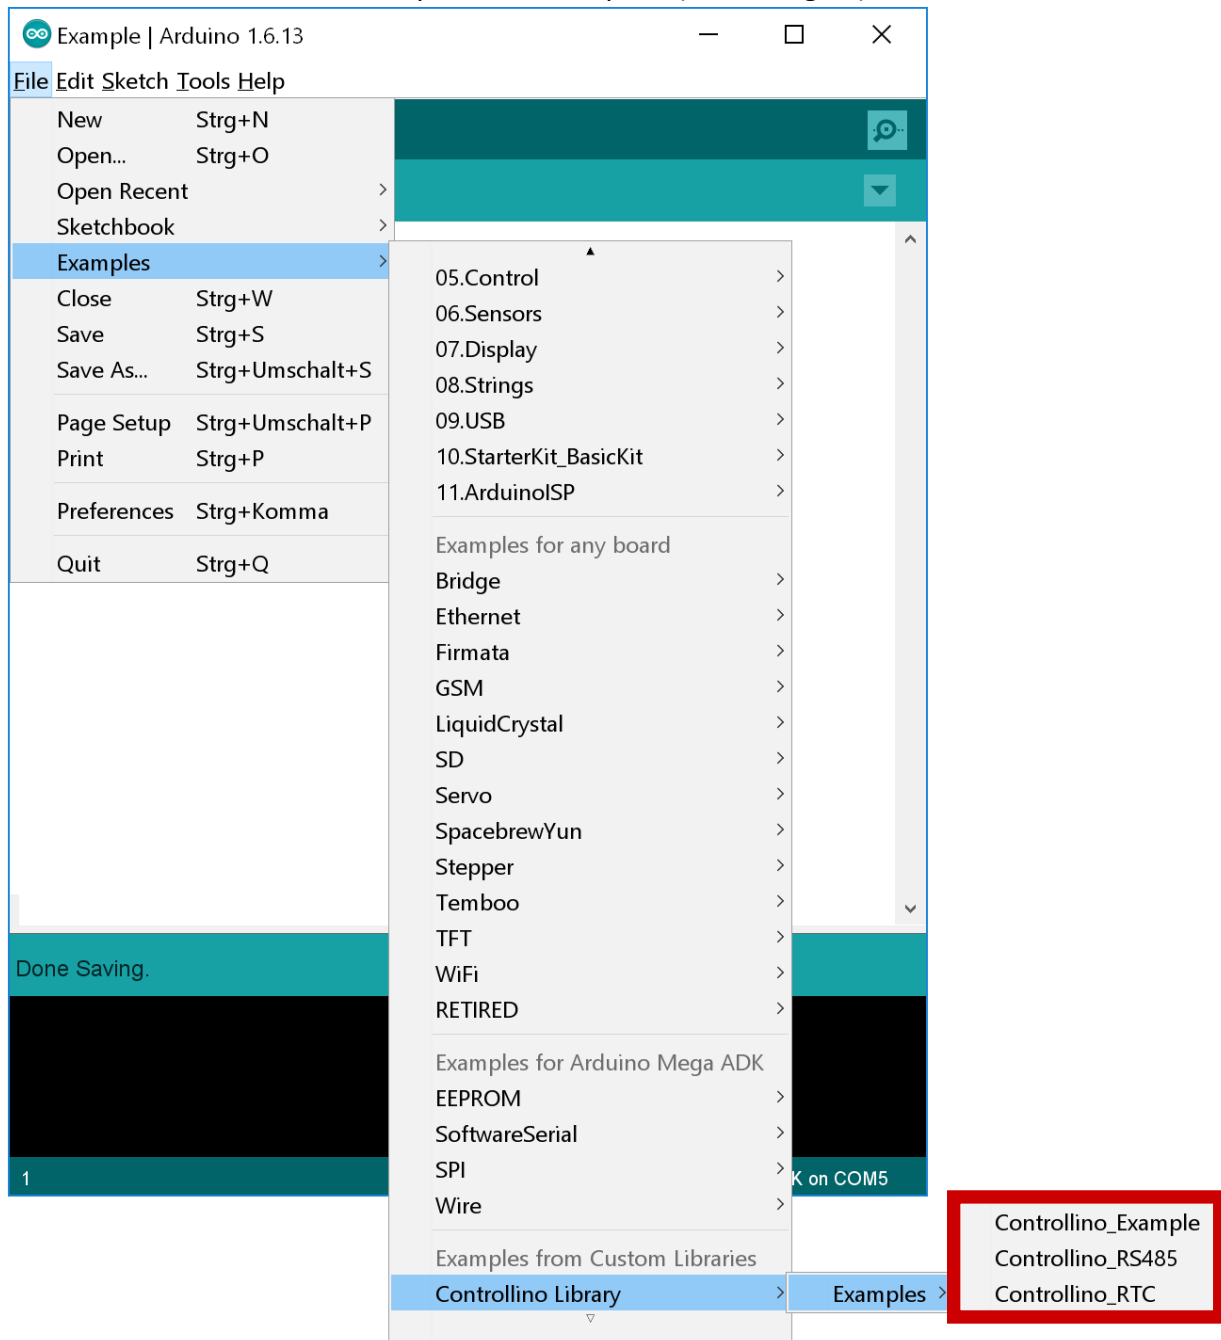 Example | Arduino 1.6.13
File Edit Sketch Tools Help
New Strg+N
Open... Strg+O
Open Recent
Sketchbook
Examples
Close Strg+W
Save Strg+S
Save As... Strg+Umschalt+S
Page Setup Strg+Umschalt+P
Print Strg+P
Preferences Strg+Komma
Quit Strg+Q
05.Control
06.Sensors
07.Display
08.Strings
09.USB
10.StarterKit_BasicKit
11.ArduinoISP
Examples for any board
Bridge
Ethernet
Firmata
GSM
LiquidCrystal
SD
Servo
SpacebrewYun
Stepper
Temboo
TFT
WiFi
RETIRED
Examples for Arduino Mega ADK
EEPROM
SoftwareSerial
SPI
Wire
Examples from Custom Libraries
Controllino Library
Examples
Controllino_Example
Controllino_RS485
Controllino_RTC
Done Saving.
1
K on COM5